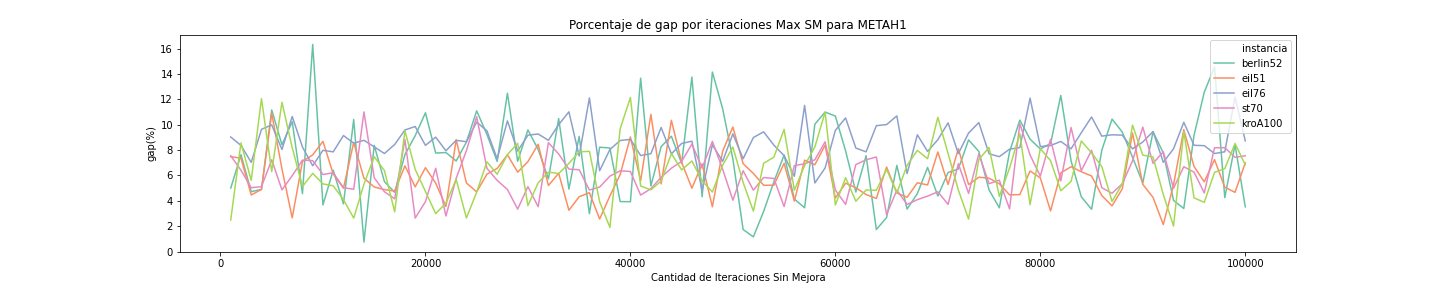 Porcentaje de gap por iteraciones Max SM para METAH1
gap(%)
16
14
12
10
8
6
4
2
0
instancia
berlin52
eil51
eil76
st70
kroA100
0 20000 40000 60000 80000 100000
Cantidad de Iteraciones Sin Mejora